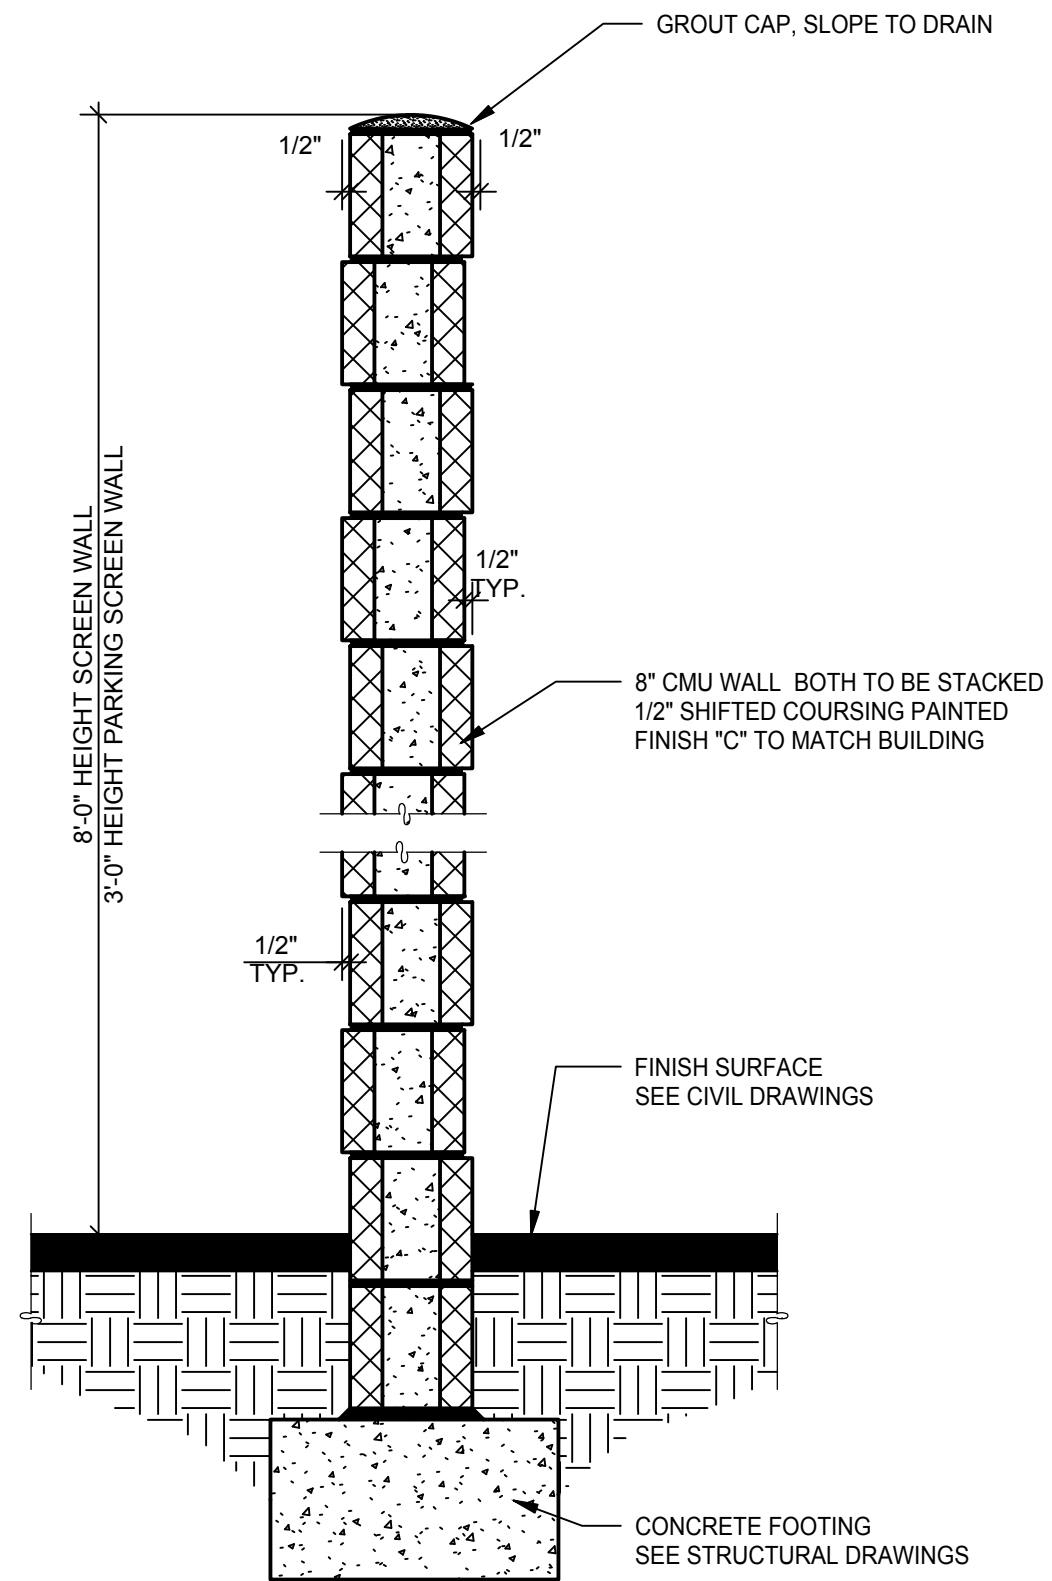 GROUT CAP, SLOPE TO DRAIN
1/2"
1/2"
8'-0" HEIGHT SCREEN WALL
3'-0" HEIGHT PARKING SCREEN WALL
1/2"
TYP.
8" CMU WALL  BOTH TO BE STACKED
1/2" SHIFTED COURSING PAINTED
FINISH "C" TO MATCH BUILDING
1/2"
TYP.
FINISH SURFACE
SEE CIVIL DRAWINGS
CONCRETE FOOTING
SEE STRUCTURAL DRAWINGS